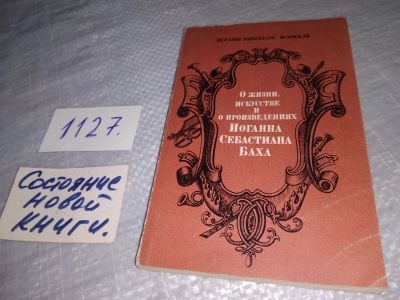 ИОГАНН НИКОЛАУС ФОРКЕЛЬ
О ЖИЗНИ,
ИСКУССТВЕ
И
О ПРОИЗВЕДЕНИЯХ
ИОГАННА
СЕБАСТИАНА
БАХА
1127.
Состояние
новой
книги.